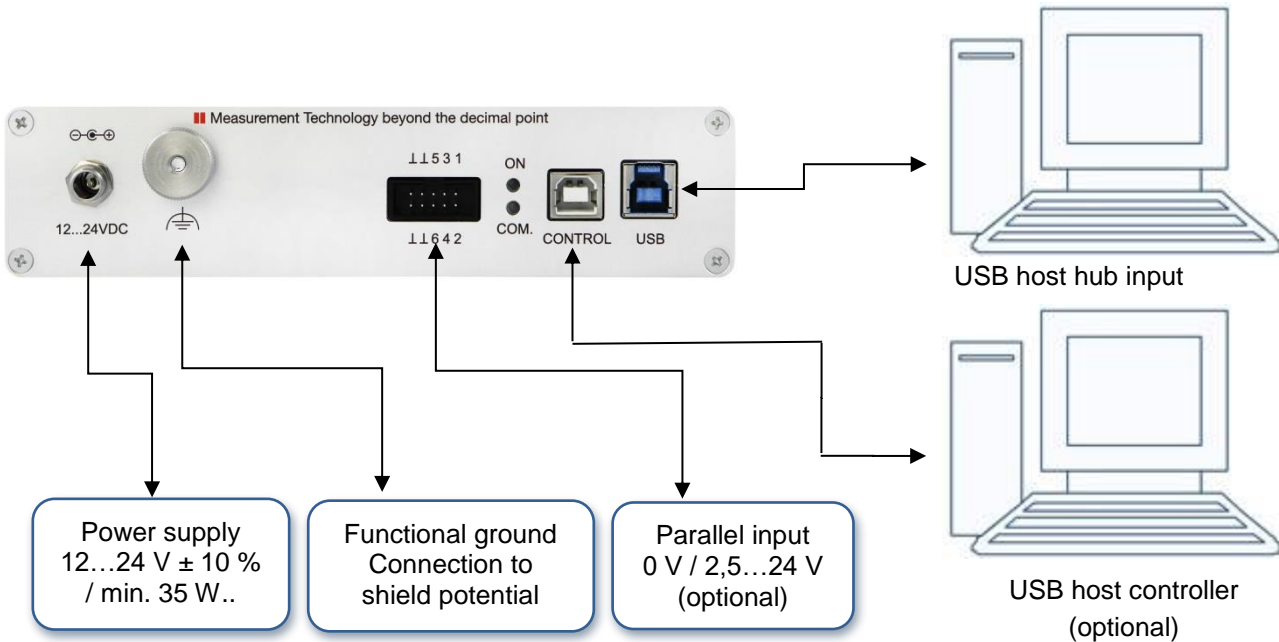 Measurement Technology beyond the decimal point
⊥⊥5 3 1
ON
12...24VDC
COM.
⊥⊥6 4 2
CONTROL
USB
USB host hub input
Power supply
12…24 V ± 10 %
/ min. 35 W..
Functional ground
Connection to
shield potential
Parallel input
0 V / 2,5…24 V
(optional)
USB host controller
(optional)